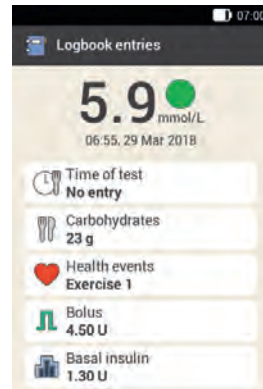 07:00
Logbook entries
5.9
mmol/L
06:55, 29 Mar 2018
Time of test
No entry
Carbohydrates
23 g
Health events
Exercise 1
Bolus
4.50 U
Basal insulin
1.30 U